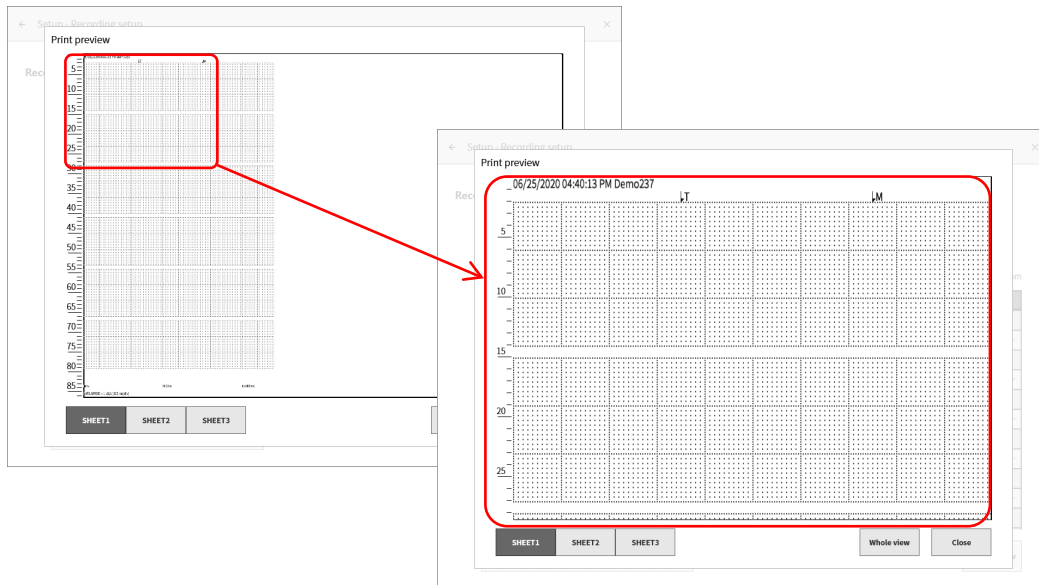 ← Setup - Recording setup ×
Print preview
Rec
5
10
15
20
25
30
35
40
45
50
55
60
65
70
75
80
85
SHEET1 SHEET2 SHEET3
← Setup - Recording setup ×
Print preview
Rec
06/25/2020 04:40:13 PM Demo237
T M
5
10
15
20
25
SHEET1 SHEET2 SHEET3 Whole view Close